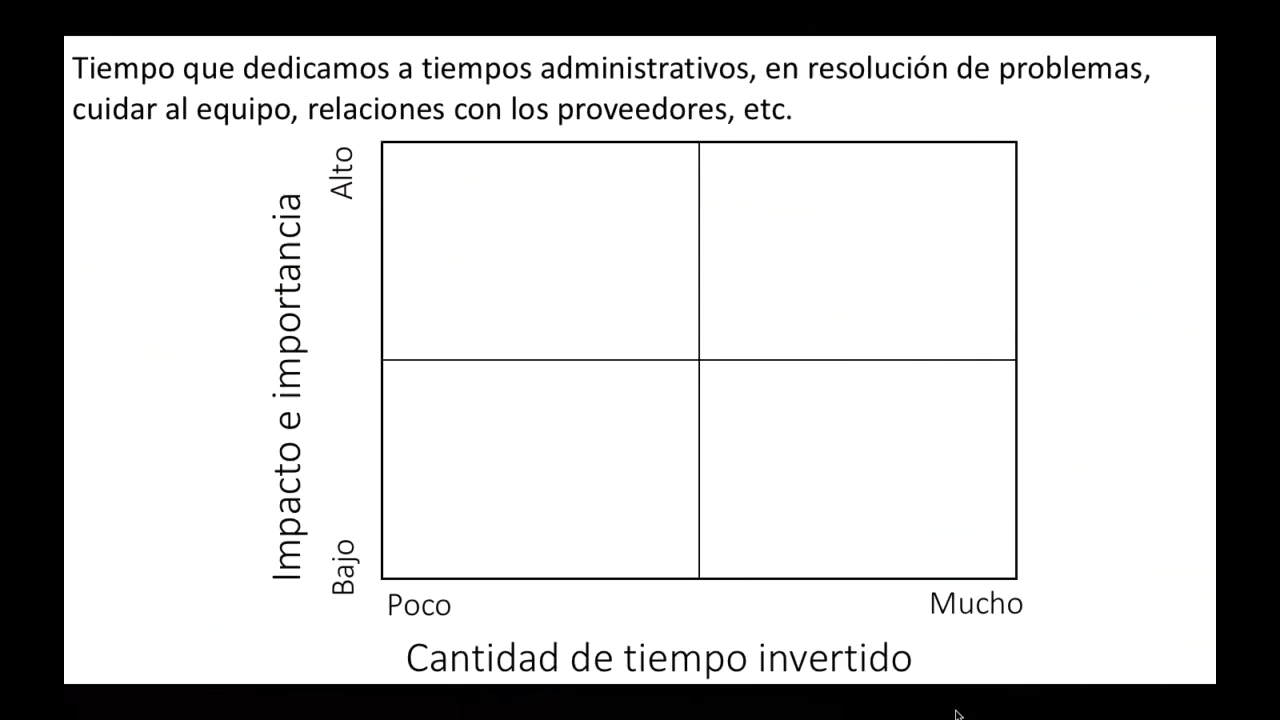 Tiempo que dedicamos a tiempos administrativos, en resolución de problemas,
cuidar al equipo, relaciones con los proveedores, etc.
Alto
Impacto e importancia
Bajo
Poco
Mucho
Cantidad de tiempo invertido